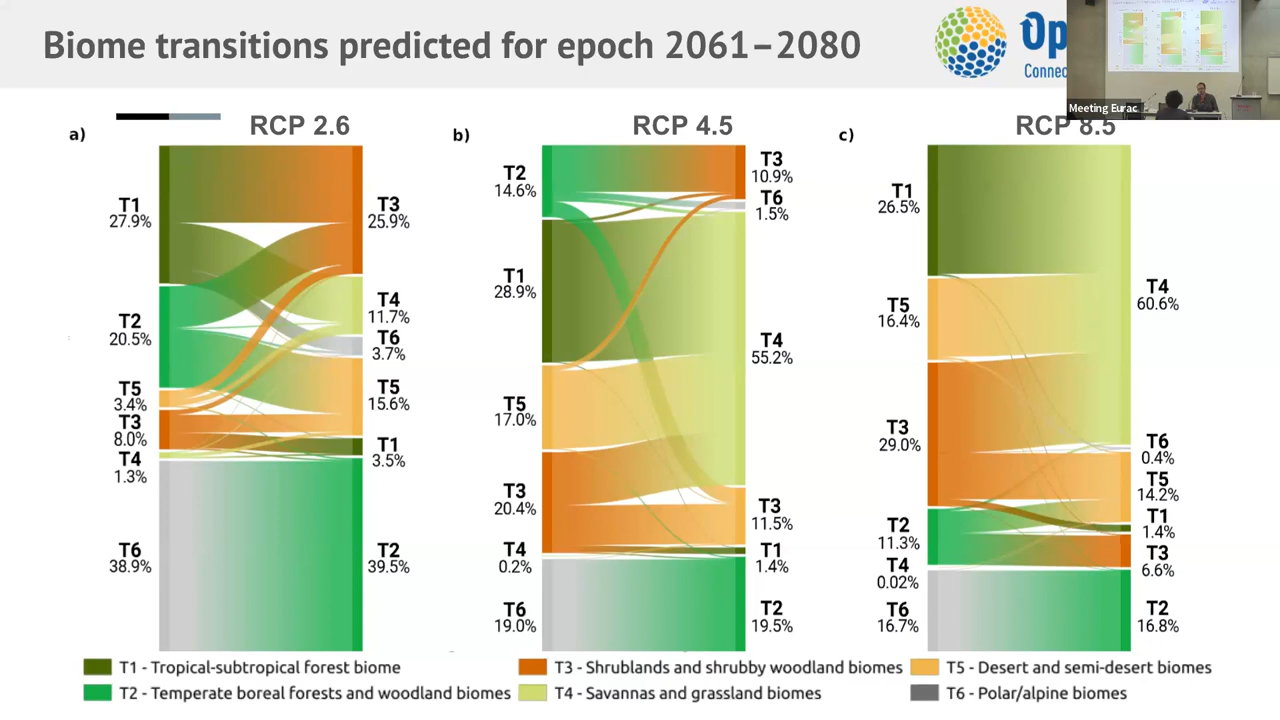 Biome transitions predicted for epoch 2061–2080
Op
Connec
Meeting Eurac
a)
RCP 2.6
T1
27.9%
T2
20.5%
T5
3.4%
T3
8.0%
T4
1.3%
T6
38.9%
T3
25.9%
T4
11.7%
T6
3.7%
T5
15.6%
T1
3.5%
T2
39.5%
b)
RCP 4.5
T2
14.6%
T1
28.9%
T5
17.0%
T3
20.4%
T4
0.2%
T6
19.0%
T3
10.9%
T6
1.5%
T4
55.2%
T3
11.5%
T1
1.4%
T2
19.5%
c)
RCP 8.5
T1
26.5%
T5
16.4%
T3
29.0%
T2
11.3%
T4
0.02%
T6
16.7%
T4
60.6%
T6
0.4%
T5
14.2%
T1
1.4%
T3
6.6%
T2
16.8%
T1 - Tropical-subtropical forest biome
T3 - Shrublands and shrubby woodland biomes
T5 - Desert and semi-desert biomes
T2 - Temperate boreal forests and woodland biomes
T4 - Savannas and grassland biomes
T6 - Polar/alpine biomes